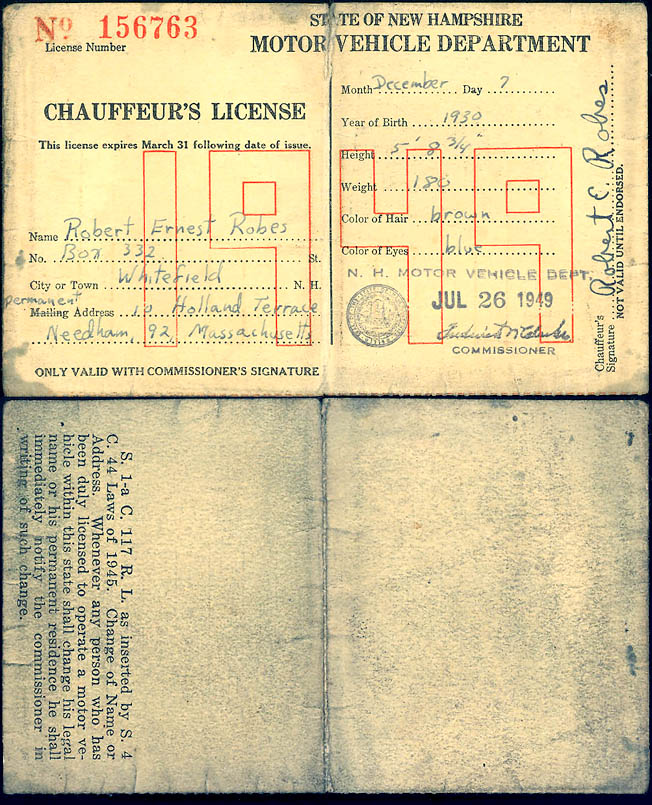 No 156763
License Number
CHAUFFEUR'S LICENSE
This license expires March 31 following date of issue.
Name Robert Ernest Robes
No. Box 332 St.
City or Town Whitefield N. H.
permanent
Mailing Address 10 Holland Terrace
Needham, 92, Massachusetts
ONLY VALID WITH COMMISSIONER'S SIGNATURE
STATE OF NEW HAMPSHIRE
MOTOR VEHICLE DEPARTMENT
Month December Day 7
Year of Birth 1930
Height 5' 8 3/4"
Weight 180
Color of Hair brown
Color of Eyes blue
1949
N. H. MOTOR VEHICLE DEPT.
JUL 26 1949
COMMISSIONER
Chauffeur's
Signature Robert E. Robes
NOT VALID UNTIL ENDORSED.
S. 1-a C. 117 R. L. as inserted by S. 4
C. 44 Laws of 1945. Change of Name or
Address. Whenever any person who has
been duly licensed to operate a motor ve-
hicle within this state shall change his legal
name or his permanent residence he shall
immediately notify the commissioner in
writing of such change.